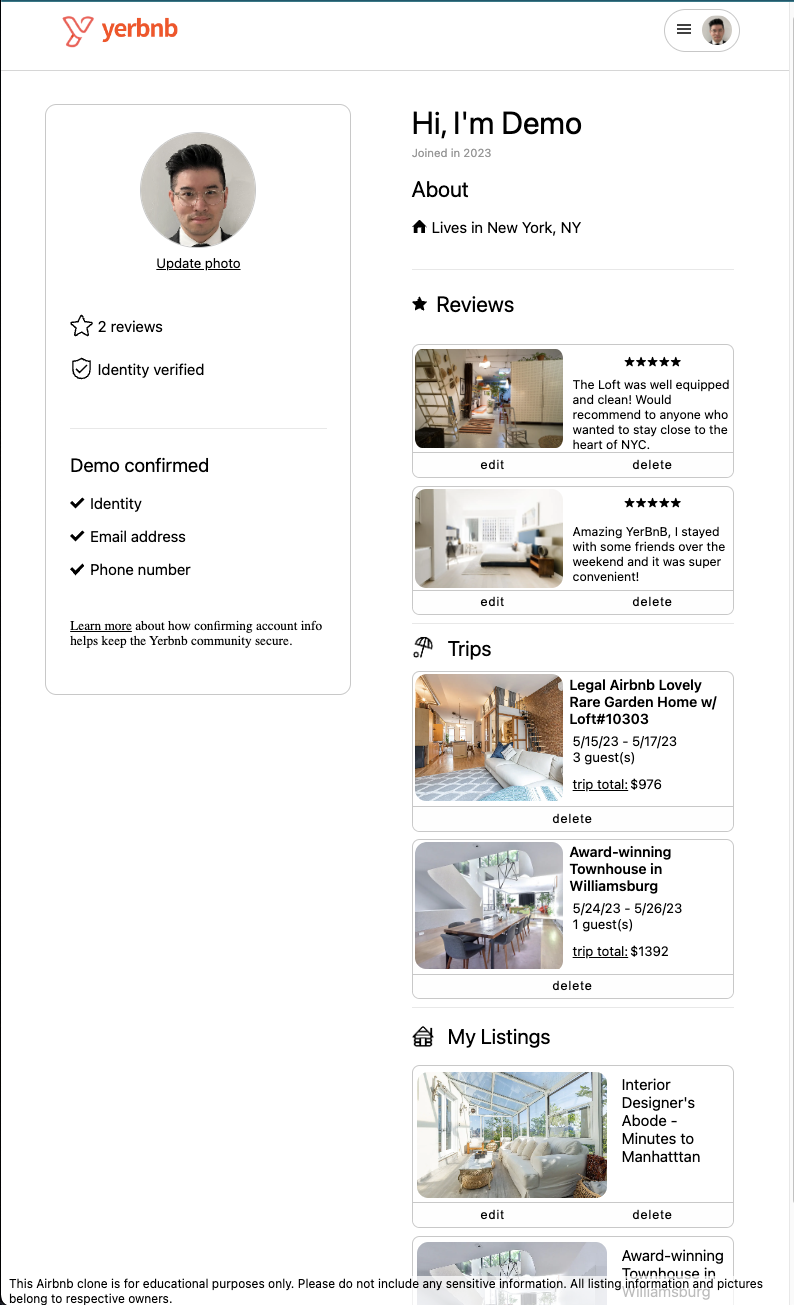 yerbnb
Update photo
2 reviews
Identity verified
Demo confirmed
Identity
Email address
Phone number
Learn more about how confirming account info
helps keep the Yerbnb community secure.
Hi, I'm Demo
Joined in 2023
About
Lives in New York, NY
Reviews
The Loft was well equipped
and clean! Would
recommend to anyone who
wanted to stay close to the
heart of NYC.
edit delete
Amazing YerBnB, I stayed
with some friends over the
weekend and it was super
convenient!
edit delete
Trips
Legal Airbnb Lovely
Rare Garden Home w/
Loft#10303
5/15/23 - 5/17/23
3 guest(s)
trip total: $976
delete
Award-winning
Townhouse in
Williamsburg
5/24/23 - 5/26/23
1 guest(s)
trip total: $1392
delete
My Listings
Interior
Designer's
Abode -
Minutes to
Manhatttan
edit delete
Award-winning
Townhouse in
Williamsburg
This Airbnb clone is for educational purposes only. Please do not include any sensitive information. All listing information and pictures
belong to respective owners.